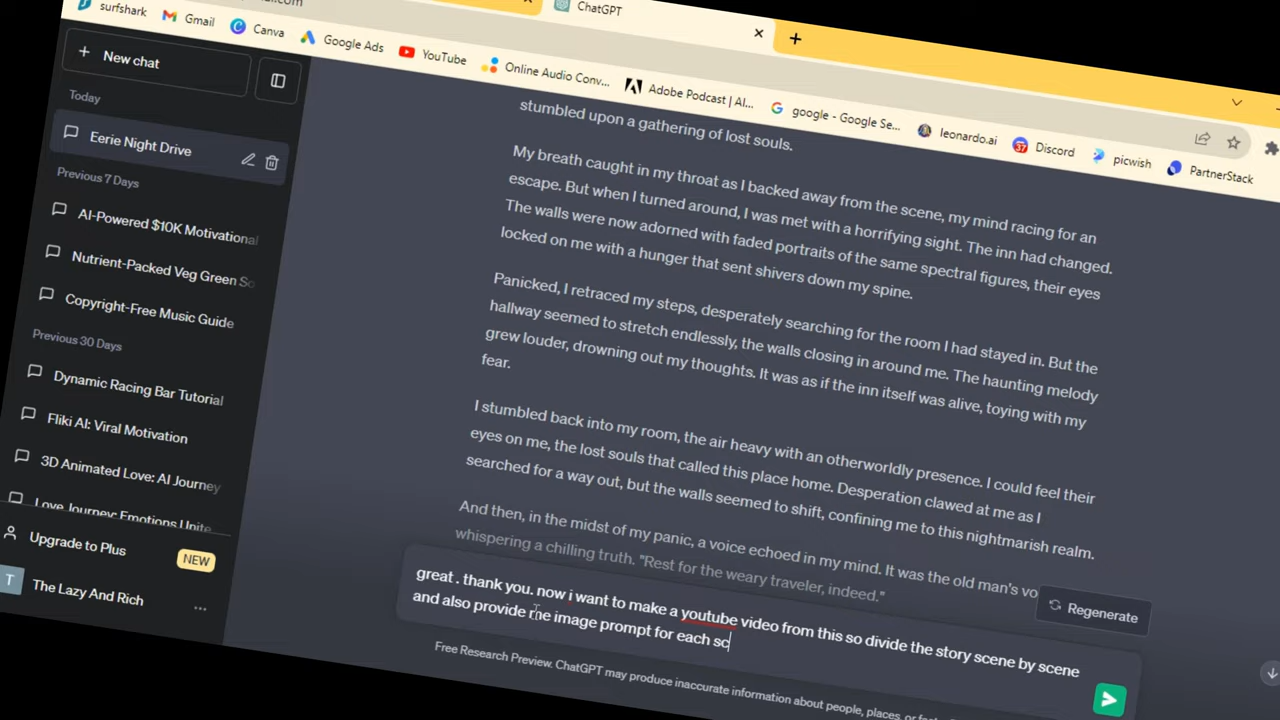 ChatGPT
surfshark
Gmail
Canva
Google Ads
YouTube
Online Audio Conv...
Adobe Podcast | AI...
google - Google Se...
leonardo.ai
Discord
picwish
PartnerStack
New chat
Today
Eerie Night Drive
Previous 7 Days
AI-Powered $10K Motivational
Nutrient-Packed Veg Green So
Copyright-Free Music Guide
Previous 30 Days
Dynamic Racing Bar Tutorial
Fliki AI: Viral Motivation
3D Animated Love: AI Journey
Love Journey: Emotions Unite
Upgrade to Plus
NEW
T
The Lazy And Rich
...
stumbled upon a gathering of lost souls.
My breath caught in my throat as I backed away from the scene, my mind racing for an
escape. But when I turned around, I was met with a horrifying sight. The inn had changed.
The walls were now adorned with faded portraits of the same spectral figures, their eyes
locked on me with a hunger that sent shivers down my spine.
Panicked, I retraced my steps, desperately searching for the room I had stayed in. But the
hallway seemed to stretch endlessly, the walls closing in around me. The haunting melody
grew louder, drowning out my thoughts. It was as if the inn itself was alive, toying with my
fear.
I stumbled back into my room, the air heavy with an otherworldly presence. I could feel their
eyes on me, the lost souls that called this place home. Desperation clawed at me as I
searched for a way out, but the walls seemed to shift, confining me to this nightmarish realm.
And then, in the midst of my panic, a voice echoed in my mind. It was the old man's vo
whispering a chilling truth. "Rest for the weary traveler, indeed."
Regenerate
great . thank you. now i want to make a youtube video from this so divide the story scene by scene
and also provide me image prompt for each sc
Free Research Preview. ChatGPT may produce inaccurate information about people, places, or facts.